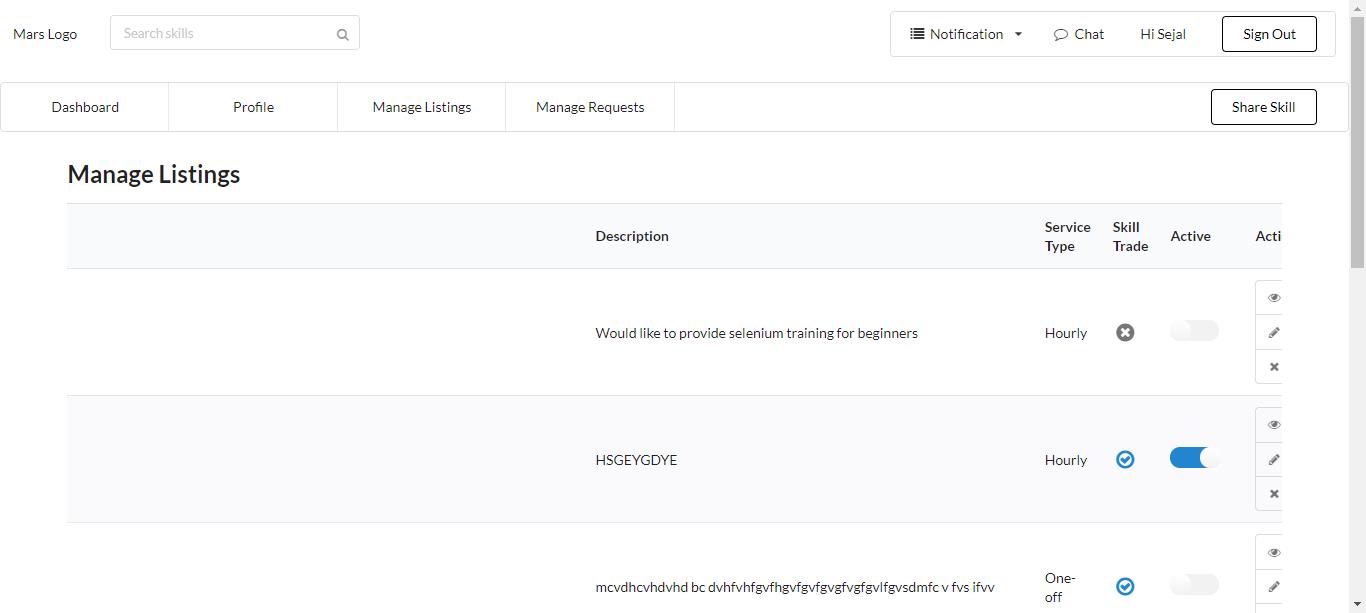 Mars Logo
Search skills
Notification
Chat
Hi Sejal
Sign Out
Dashboard
Profile
Manage Listings
Manage Requests
Share Skill
Manage Listings
Description
Service
Type
Skill
Trade
Active
Acti
Would like to provide selenium training for beginners
Hourly
HSGEYGDYE
Hourly
mcvdhcvhdvhd bc dvhfvhfgvfhgvfgvfgvgfvgfgvlfgvsdmfc v fvs ifvv
One-
off